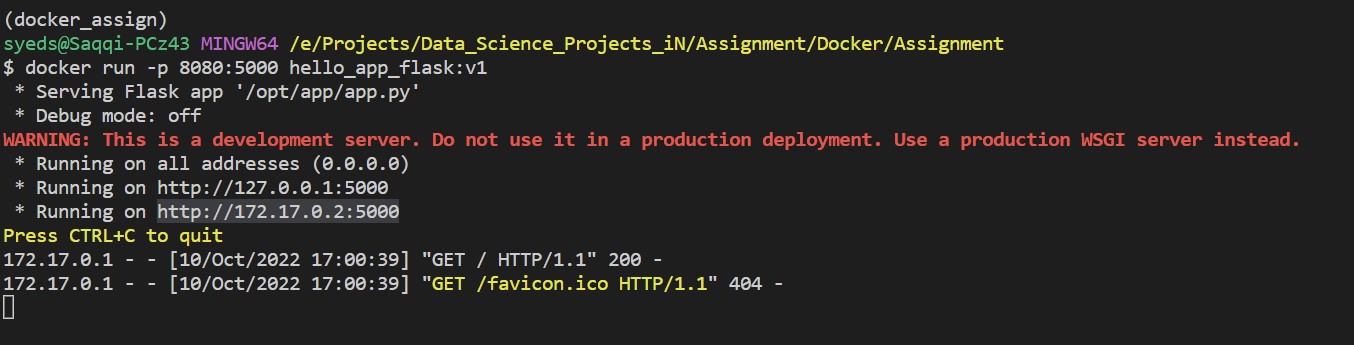 (docker_assign)
syeds@Saqqi-PCz43 MINGW64 /e/Projects/Data_Science_Projects_iN/Assignment/Docker/Assignment
$ docker run -p 8080:5000 hello_app_flask:v1
 * Serving Flask app '/opt/app/app.py'
 * Debug mode: off
WARNING: This is a development server. Do not use it in a production deployment. Use a production WSGI server instead.
 * Running on all addresses (0.0.0.0)
 * Running on http://127.0.0.1:5000
 * Running on http://172.17.0.2:5000
Press CTRL+C to quit
172.17.0.1 - - [10/Oct/2022 17:00:39] "GET / HTTP/1.1" 200 -
172.17.0.1 - - [10/Oct/2022 17:00:39] "GET /favicon.ico HTTP/1.1" 404 -